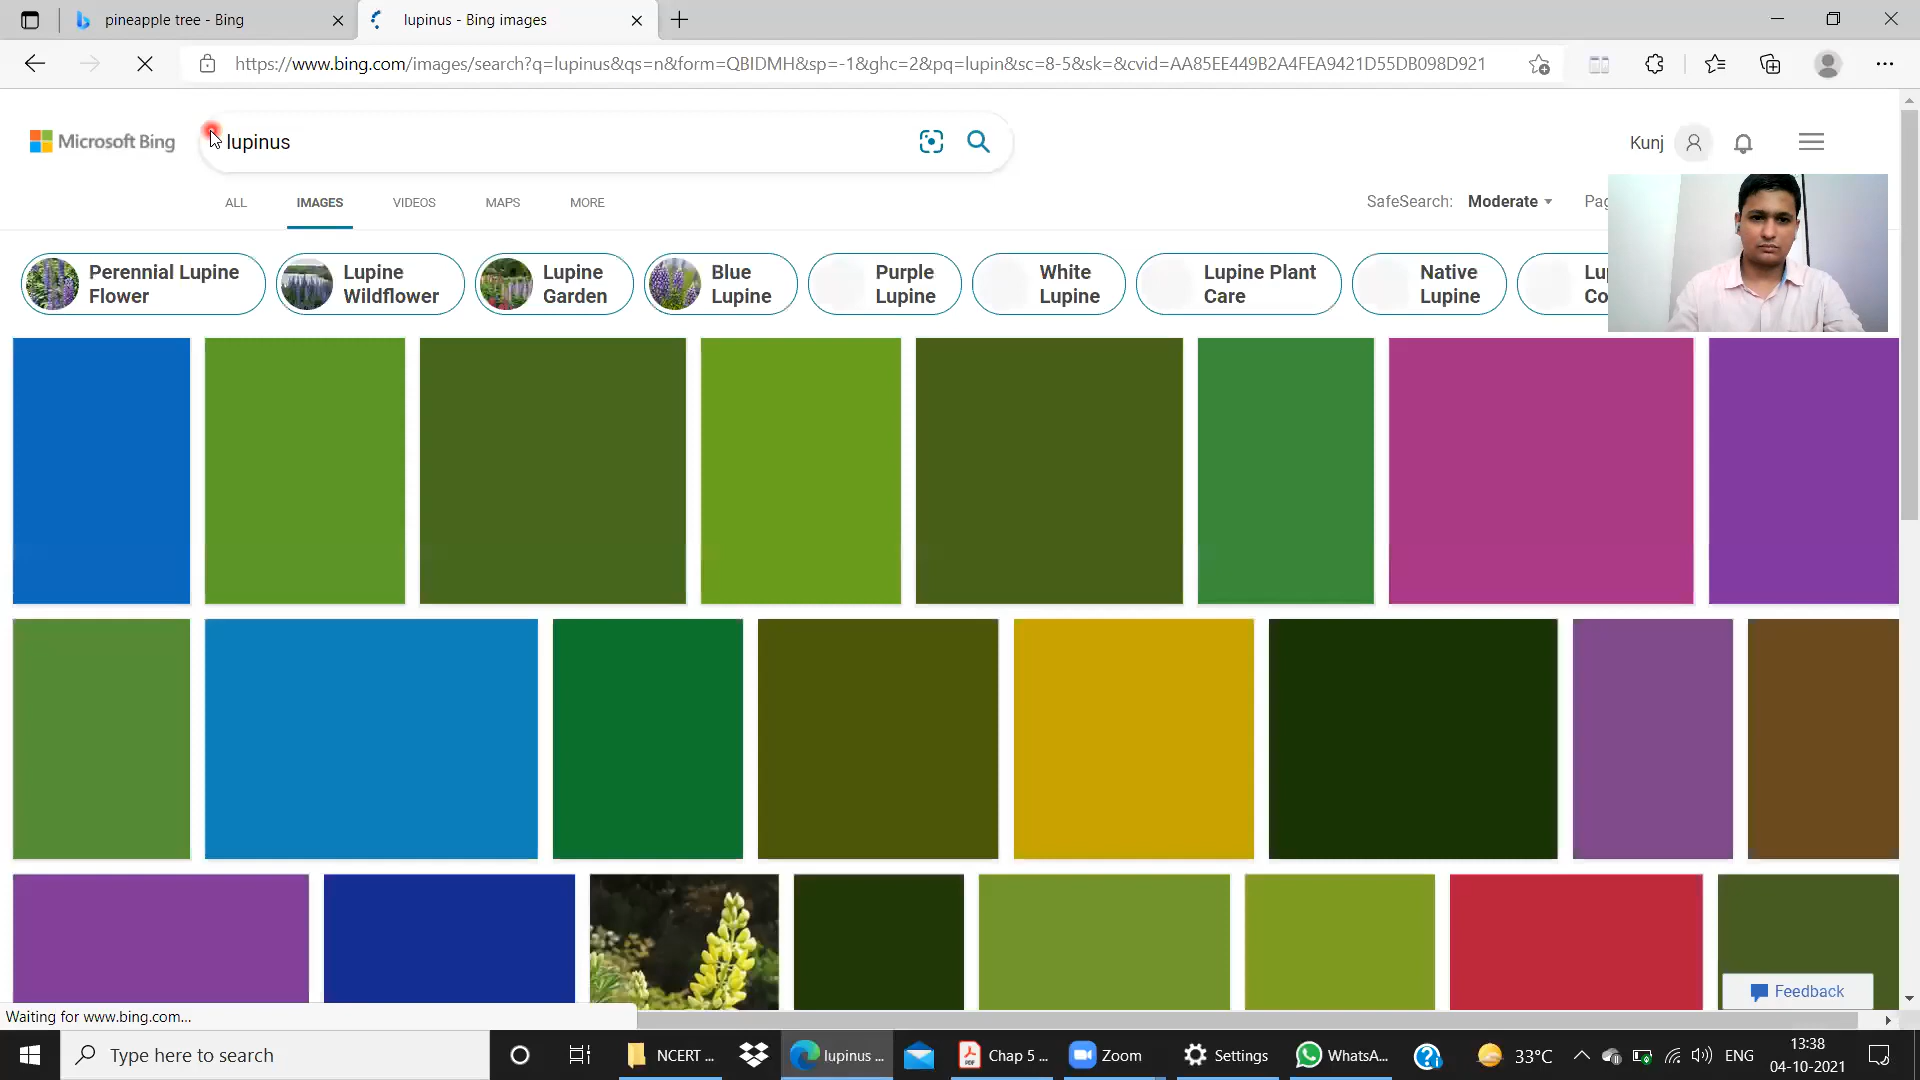 pineapple tree - Bing
lupinus - Bing images
https://www.bing.com/images/search?q=lupinus&qs=n&form=QBIDMH&sp=-1&ghc=2&pq=lupin&sc=8-5&sk=&cvid=AA85EE449B2A4FEA9421D55DB098D921
Microsoft Bing
lupinus
Kunj
ALL
IMAGES
VIDEOS
MAPS
MORE
SafeSearch:
Moderate
Pag
Perennial Lupine
Flower
Lupine
Wildflower
Lupine
Garden
Blue
Lupine
Purple
Lupine
White
Lupine
Lupine Plant
Care
Native
Lupine
Lu
Co
Feedback
Waiting for www.bing.com...
Type here to search
NCERT ...
lupinus ...
Chap 5 ...
Zoom
Settings
WhatsA...
33°C
ENG
13:38
04-10-2021